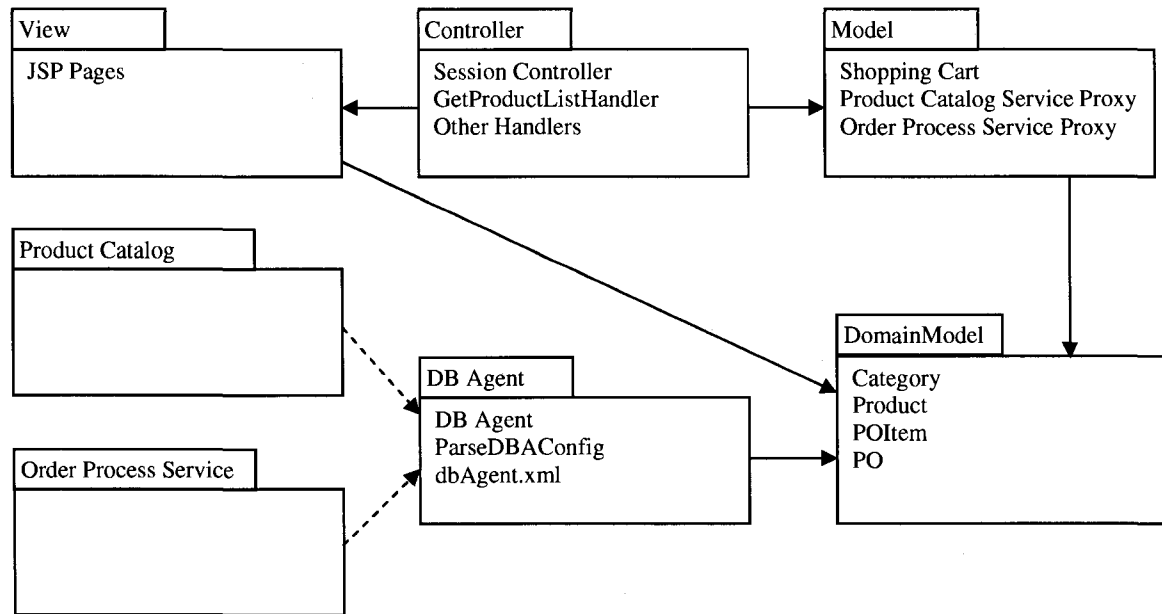 View
JSP Pages
Controller
Session Controller
GetProductListHandler
Other Handlers
Model
Shopping Cart
Product Catalog Service Proxy
Order Process Service Proxy
Product Catalog
Order Process Service
DB Agent
DB Agent
ParseDBAConfig
dbAgent.xml
DomainModel
Category
Product
POItem
PO